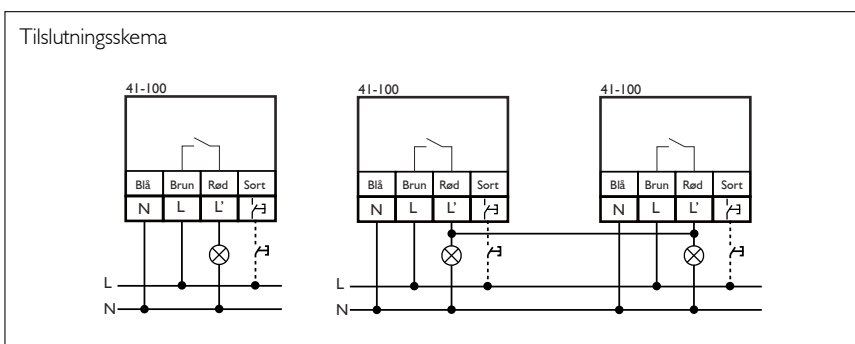 Tilslutningsskema
41-100 41-100 41-100
Blå Brun Rød Sort Blå Brun Rød Sort Blå Brun Rød Sort
N L L' N L L' N L L'
L L
N N